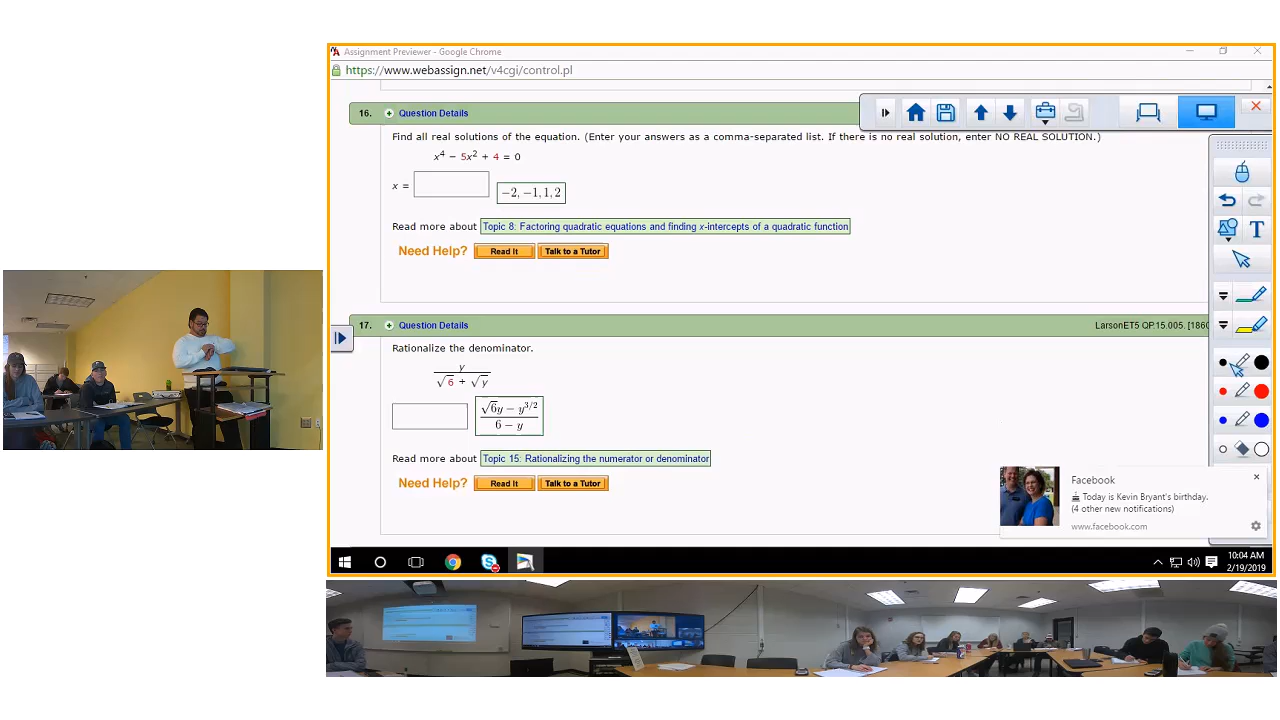 Assignment Previewer - Google Chrome
https://www.webassign.net/v4cgi/control.pl
16. Question Details
Find all real solutions of the equation. (Enter your answers as a comma-separated list. If there is no real solution, enter NO REAL SOLUTION.)
x⁴ − 5x² + 4 = 0
x =
−2, −1, 1, 2
Read more about Topic 8: Factoring quadratic equations and finding x-intercepts of a quadratic function
Need Help? Read It Talk to a Tutor
17. Question Details
LarsonET5 QP.15.005. [1860
Rationalize the denominator.
y
√6 + √y
√6y − y^3/2
6 − y
Read more about Topic 15: Rationalizing the numerator or denominator
Need Help? Read It Talk to a Tutor
T
Facebook
Today is Kevin Bryant's birthday.
(4 other new notifications)
www.facebook.com
10:04 AM
2/19/2019